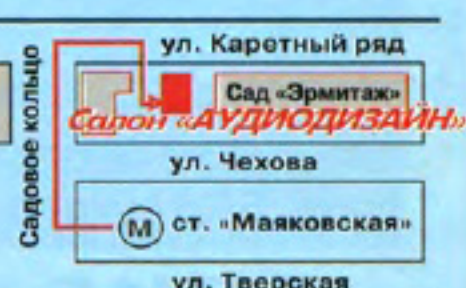 ул. Каретный ряд
Садовое кольцо
Сад «Эрмитаж»
Салон «АУДИОДИЗАЙН»
ул. Чехова
М ст. «Маяковская»
ул. Тверская